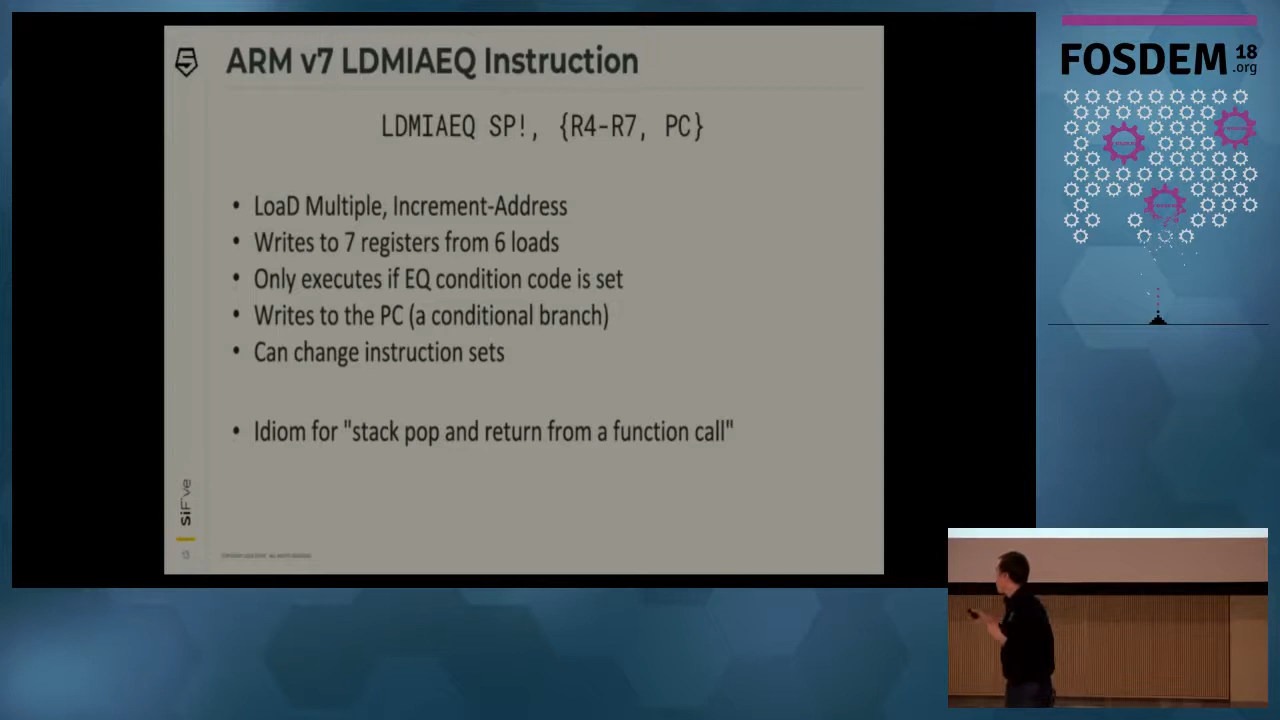 ARM v7 LDMIAEQ Instruction
LDMIAEQ SP!, {R4-R7, PC}
• LoaD Multiple, Increment-Address
• Writes to 7 registers from 6 loads
• Only executes if EQ condition code is set
• Writes to the PC (a conditional branch)
• Can change instruction sets
• Idiom for "stack pop and return from a function call"
SiFive
FOSDEM 18
.org